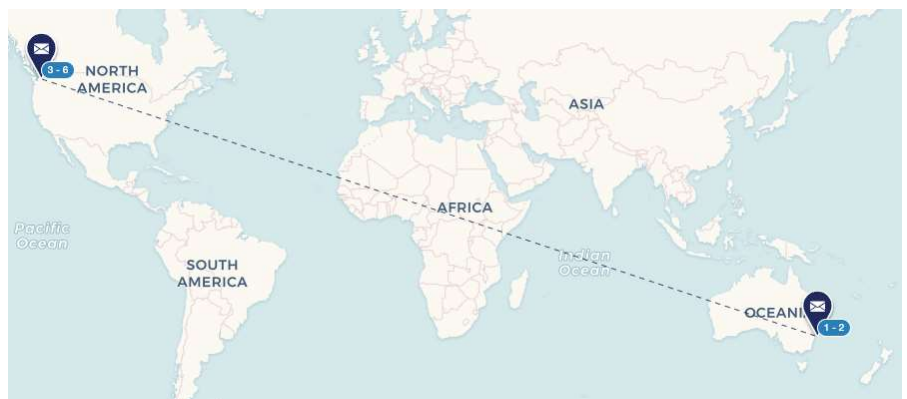 3 - 6
NORTH
AMERICA
ASIA
AFRICA
Pacific
Ocean
Indian
Ocean
SOUTH
AMERICA
OCEANI
1 - 2